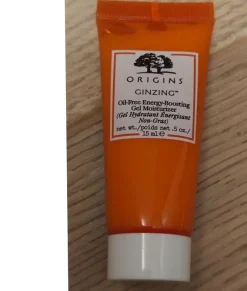 ORIGINS
GINZING™
Oil-Free Energy-Boosting
Gel Moisturizer
(Gel Hydratant Énergisant
Non-Gras)
net wt./poids net .5 oz./
15 ml ℮